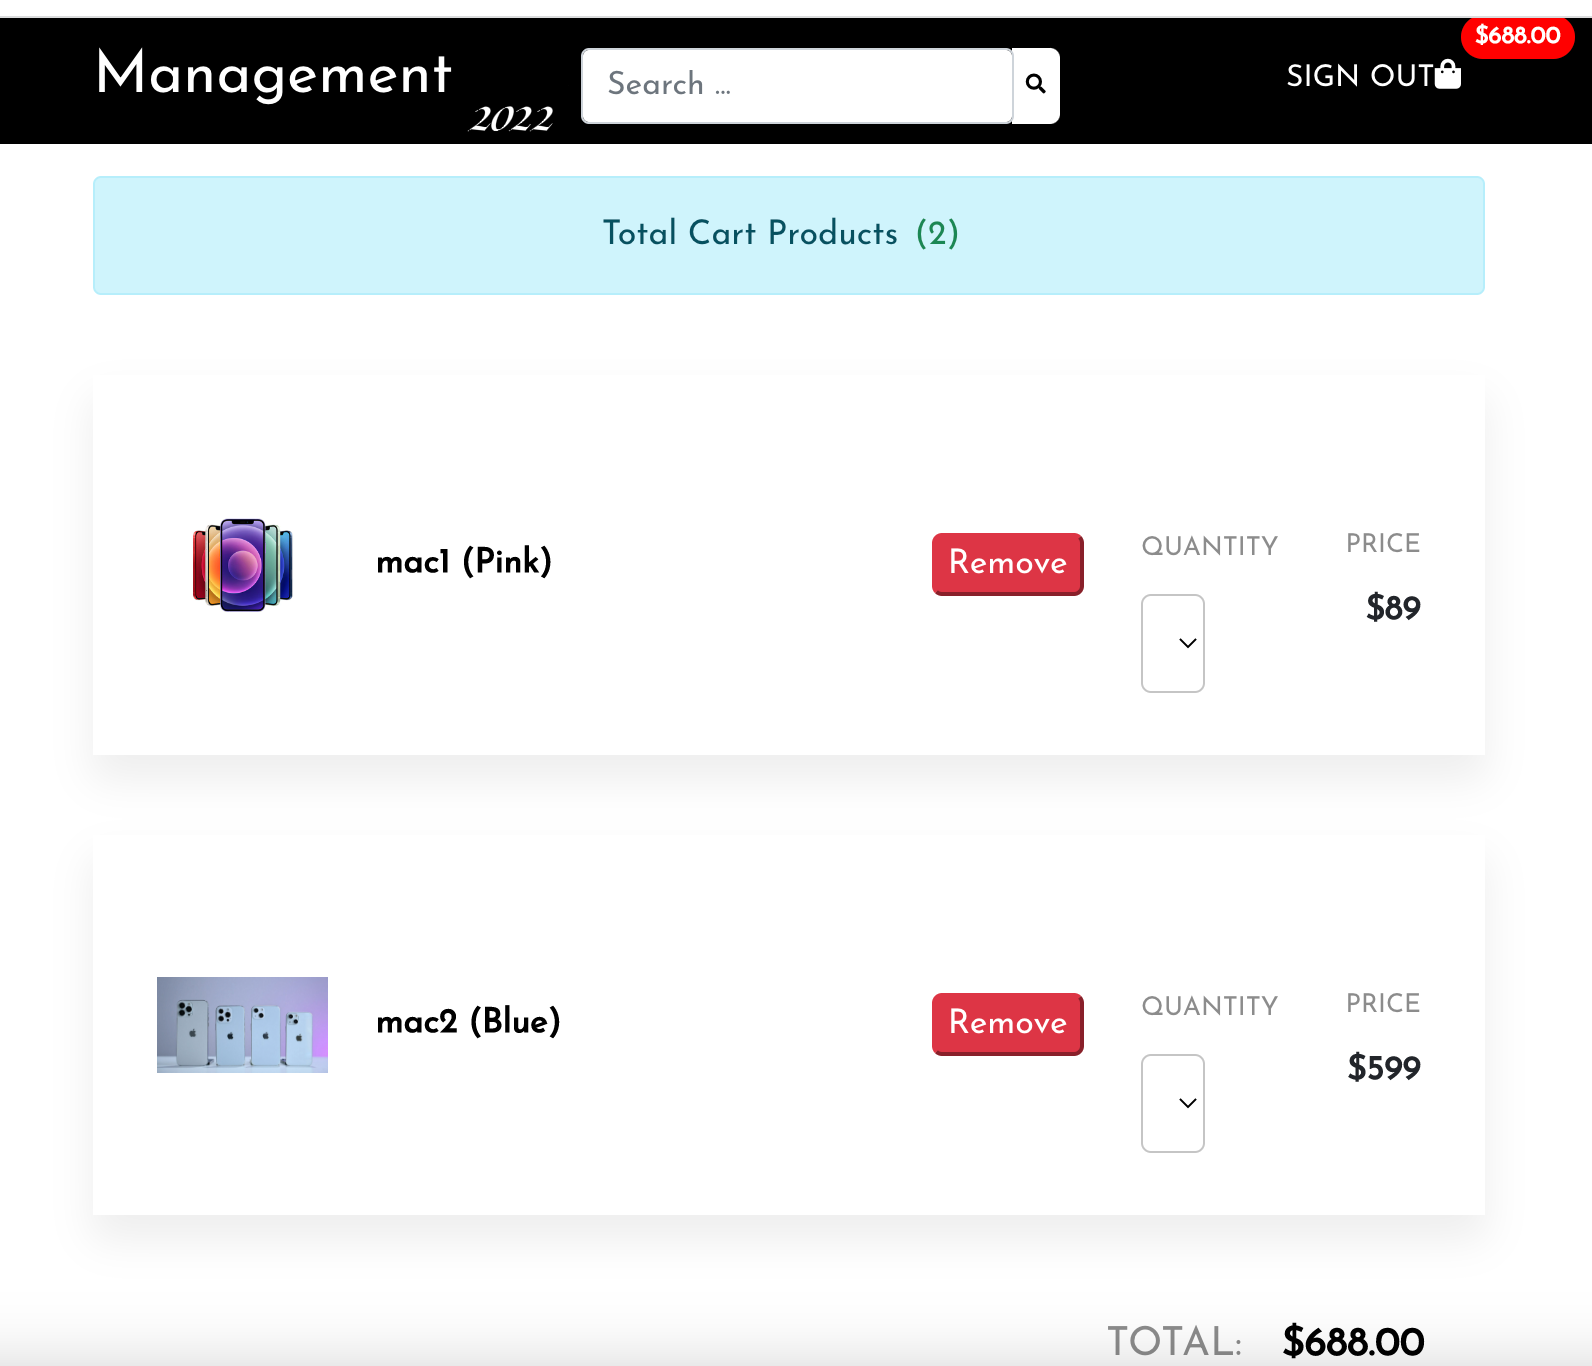 $688.00
Management
2022
Search ...
SIGN OUT
Total Cart Products (2)
mac1 (Pink)
Remove
QUANTITY
PRICE
$89
mac2 (Blue)
Remove
QUANTITY
PRICE
$599
TOTAL: $688.00